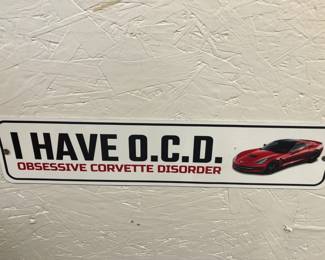 I HAVE O.C.D.
OBSESSIVE CORVETTE DISORDER